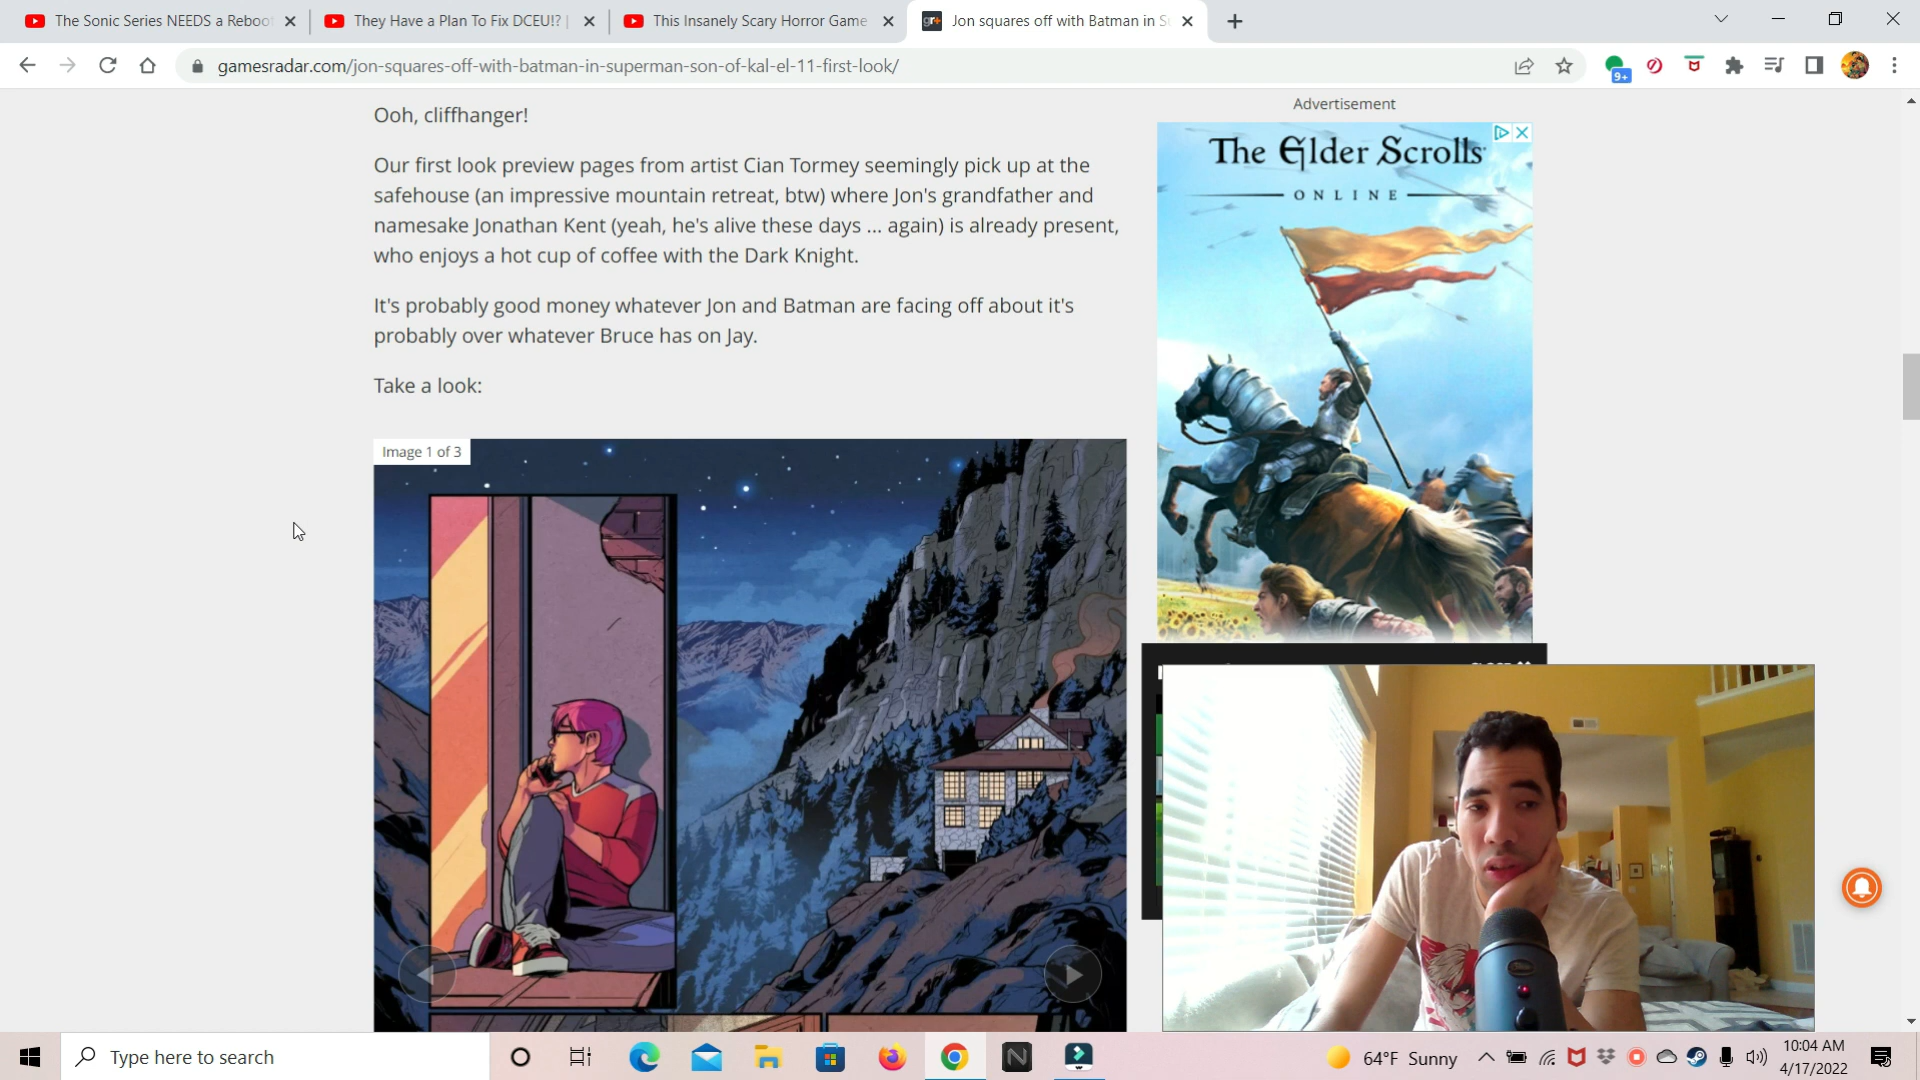 The Sonic Series NEEDS a Reboo
They Have a Plan To Fix DCEU!? |
This Insanely Scary Horror Game
gr+
Jon squares off with Batman in S
gamesradar.com/jon-squares-off-with-batman-in-superman-son-of-kal-el-11-first-look/
9+
Ooh, cliffhanger!
Our first look preview pages from artist Cian Tormey seemingly pick up at the
safehouse (an impressive mountain retreat, btw) where Jon's grandfather and
namesake Jonathan Kent (yeah, he's alive these days ... again) is already present,
who enjoys a hot cup of coffee with the Dark Knight.
It's probably good money whatever Jon and Batman are facing off about it's
probably over whatever Bruce has on Jay.
Take a look:
Image 1 of 3
Advertisement
The Elder Scrolls
ONLINE
Type here to search
64°F Sunny
10:04 AM
4/17/2022